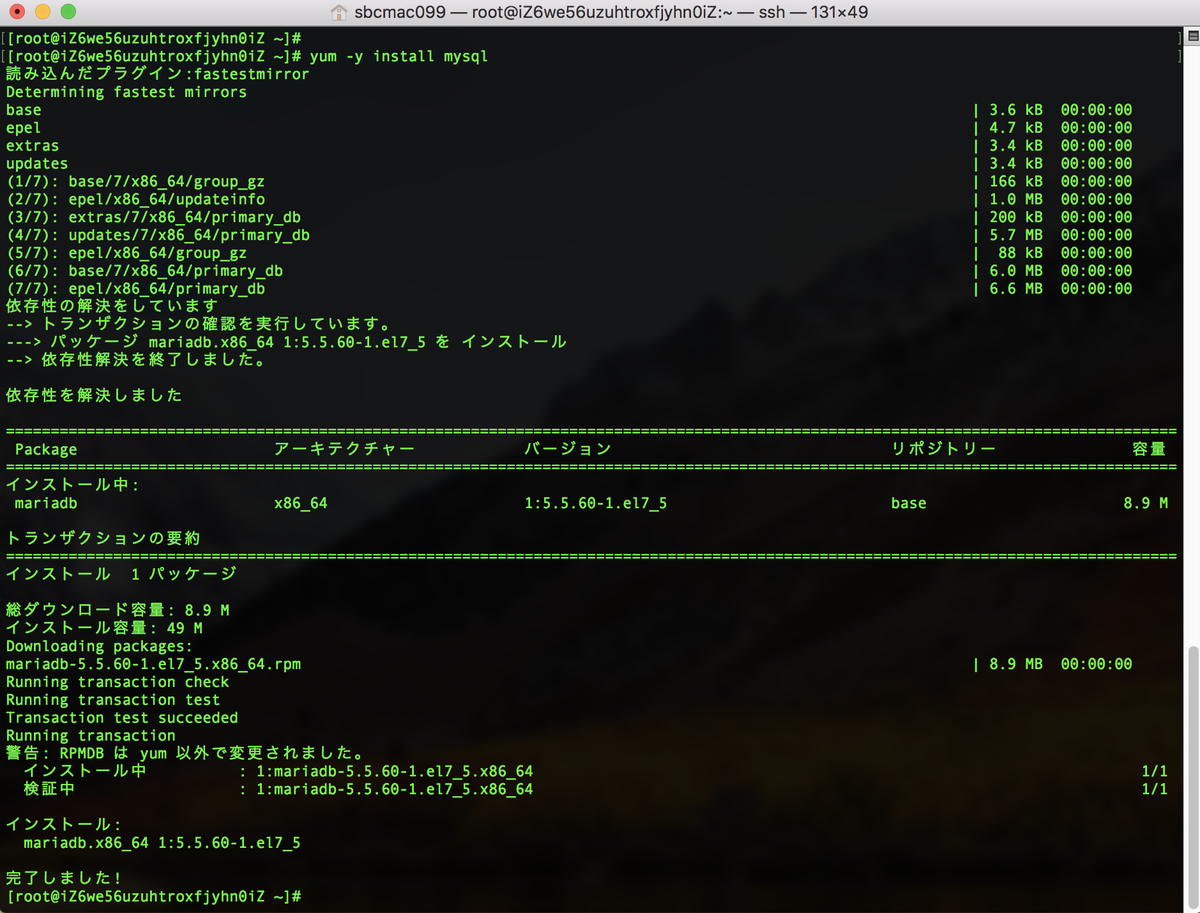 sbcmac099 — root@iZ6we56uzuhtroxfjyhn0iZ:~ — ssh — 131×49
[[root@iZ6we56uzuhtroxfjyhn0iZ ~]# ]
[[root@iZ6we56uzuhtroxfjyhn0iZ ~]# yum -y install mysql ]
読み込んだプラグイン:fastestmirror
Determining fastest mirrors
base | 3.6 kB 00:00:00
epel | 4.7 kB 00:00:00
extras | 3.4 kB 00:00:00
updates | 3.4 kB 00:00:00
(1/7): base/7/x86_64/group_gz | 166 kB 00:00:00
(2/7): epel/x86_64/updateinfo | 1.0 MB 00:00:00
(3/7): extras/7/x86_64/primary_db | 200 kB 00:00:00
(4/7): updates/7/x86_64/primary_db | 5.7 MB 00:00:00
(5/7): epel/x86_64/group_gz | 88 kB 00:00:00
(6/7): base/7/x86_64/primary_db | 6.0 MB 00:00:00
(7/7): epel/x86_64/primary_db | 6.6 MB 00:00:00
依存性の解決をしています
--> トランザクションの確認を実行しています。
---> パッケージ mariadb.x86_64 1:5.5.60-1.el7_5 を インストール
--> 依存性解決を終了しました。
依存性を解決しました
================================================================================
Package アーキテクチャー バージョン リポジトリー 容量
================================================================================
インストール中:
mariadb x86_64 1:5.5.60-1.el7_5 base 8.9 M
トランザクションの要約
================================================================================
インストール 1 パッケージ
総ダウンロード容量: 8.9 M
インストール容量: 49 M
Downloading packages:
mariadb-5.5.60-1.el7_5.x86_64.rpm | 8.9 MB 00:00:00
Running transaction check
Running transaction test
Transaction test succeeded
Running transaction
警告: RPMDB は yum 以外で変更されました。
インストール中 : 1:mariadb-5.5.60-1.el7_5.x86_64 1/1
検証中 : 1:mariadb-5.5.60-1.el7_5.x86_64 1/1
インストール:
mariadb.x86_64 1:5.5.60-1.el7_5
完了しました!
[root@iZ6we56uzuhtroxfjyhn0iZ ~]#